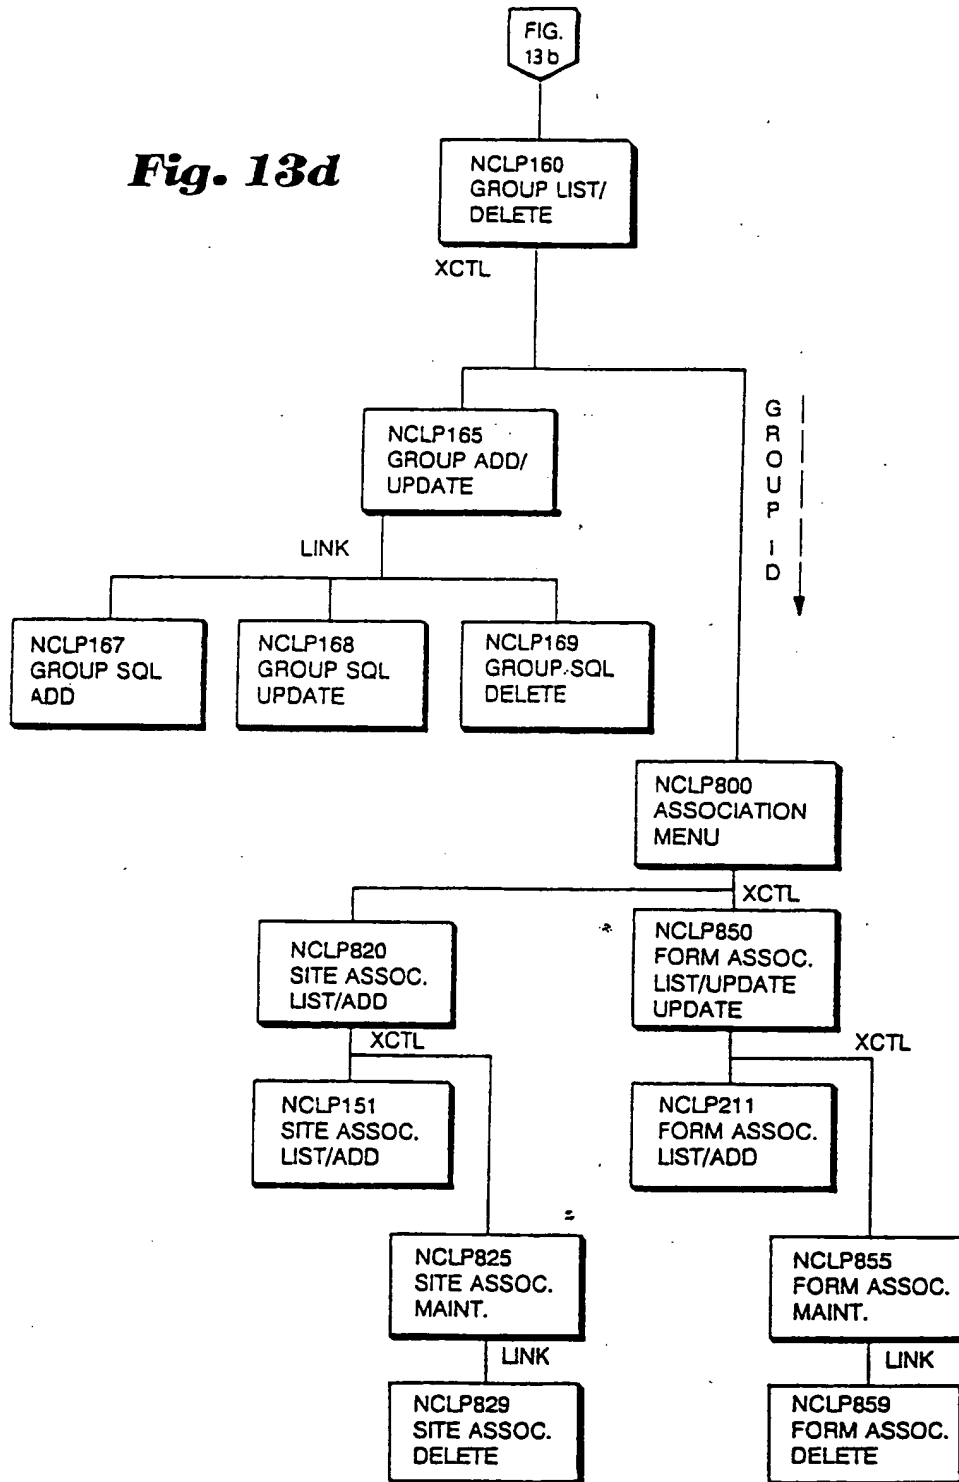 FIG.
13b
Fig. 13d
NCLP160
GROUP LIST/
DELETE
XCTL
NCLP165
GROUP ADD/
UPDATE
GROUP ID
LINK
NCLP167
GROUP SQL
ADD
NCLP168
GROUP SQL
UPDATE
NCLP169
GROUP SQL
DELETE
NCLP800
ASSOCIATION
MENU
XCTL
NCLP820
SITE ASSOC.
LIST/ADD
NCLP850
FORM ASSOC.
LIST/UPDATE
UPDATE
XCTL
XCTL
NCLP151
SITE ASSOC.
LIST/ADD
NCLP211
FORM ASSOC.
LIST/ADD
NCLP825
SITE ASSOC.
MAINT.
NCLP855
FORM ASSOC.
MAINT.
LINK
LINK
NCLP829
SITE ASSOC.
DELETE
NCLP859
FORM ASSOC.
DELETE